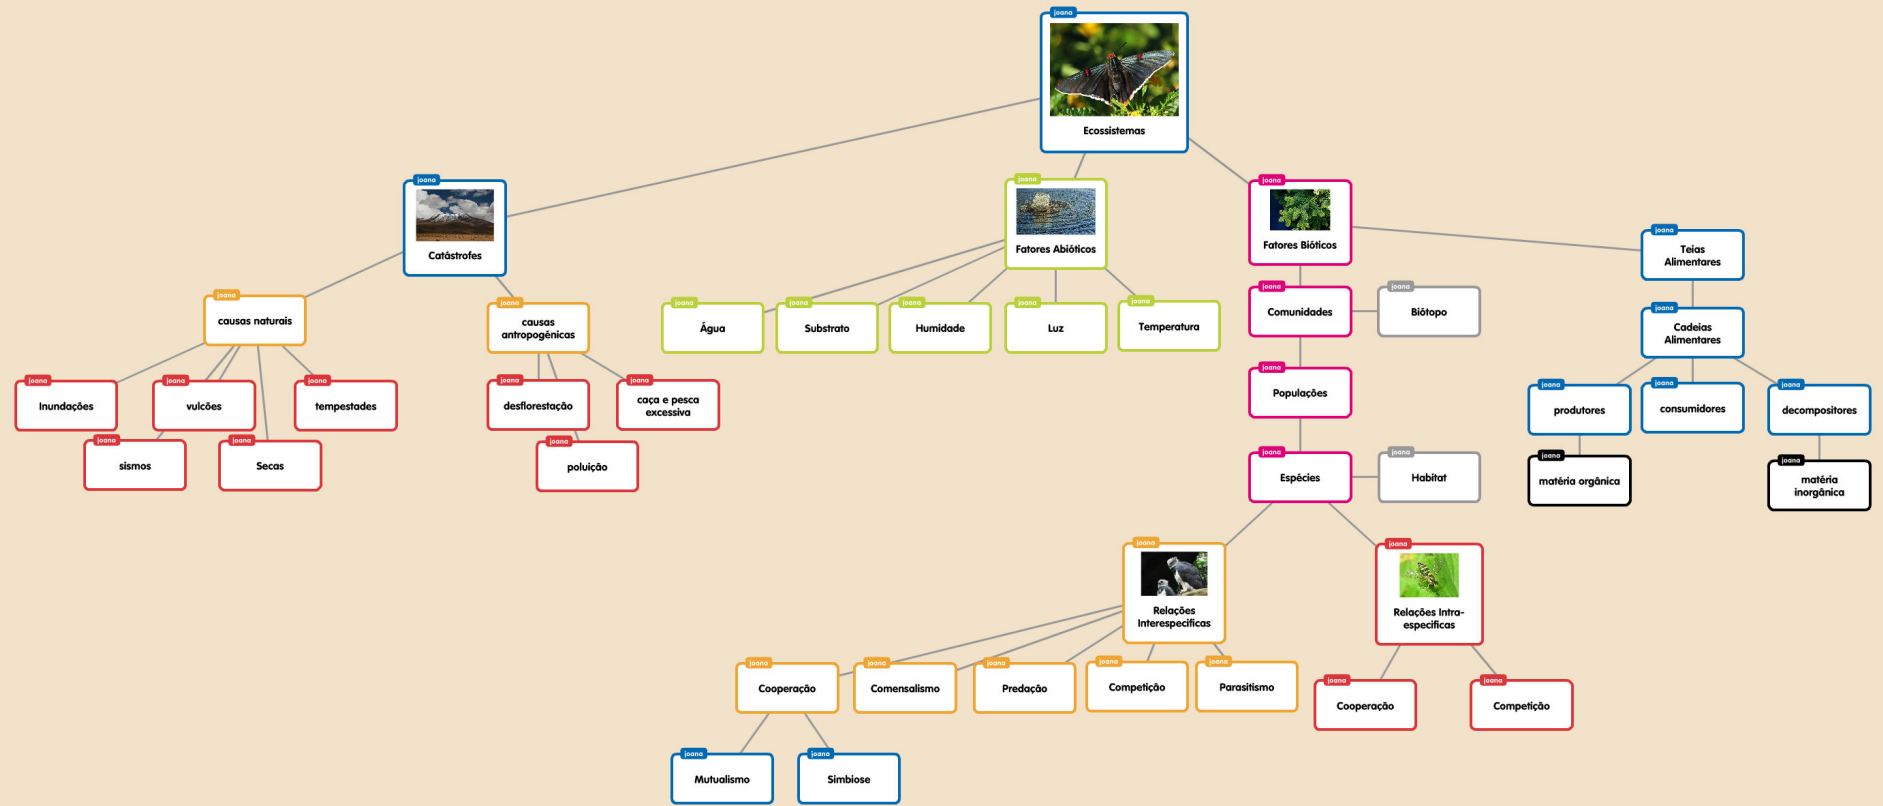 joana
Ecossistemas
joana
Catástrofes
joana
Fatores Abióticos
joana
Fatores Bióticos
joana
Teias
Alimentares
joana
causas naturais
joana
causas
antropogénicas
joana
Água
joana
Substrato
joana
Humidade
joana
Luz
joana
Temperatura
joana
Comunidades
joana
Biótopo
joana
Cadeias
Alimentares
joana
Inundações
joana
vulcões
joana
tempestades
joana
desflorestação
joana
caça e pesca
excessiva
joana
Populações
joana
produtores
joana
consumidores
joana
decompositores
joana
sismos
joana
Secas
joana
poluição
joana
Espécies
joana
Habitat
joana
matéria orgânica
joana
matéria
inorgânica
joana
Relações
Interespecificas
joana
Relações Intra-
especificas
joana
Cooperação
joana
Comensalismo
joana
Predação
joana
Competição
joana
Parasitismo
joana
Cooperação
joana
Competição
joana
Mutualismo
joana
Simbiose